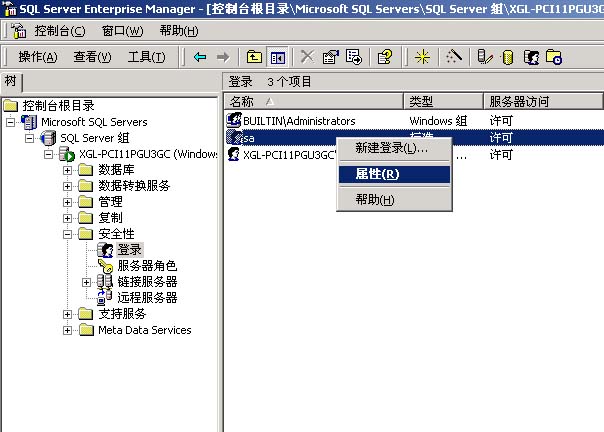 SQL Server Enterprise Manager - [控制台根目录\Microsoft SQL Servers\SQL Server 组\XGL-PCI11PGU3GC
控制台(C) 窗口(W) 帮助(H)
操作(A) 查看(V) 工具(T)
树
登录 3 个项目
控制台根目录
Microsoft SQL Servers
SQL Server 组
XGL-PCI11PGU3GC (Window
数据库
数据转换服务
管理
复制
安全性
登录
服务器角色
链接服务器
远程服务器
支持服务
Meta Data Services
名称 类型 服务器访问
BUILTIN\Administrators Windows 组 许可
sa 标准 许可
XGL-PCI11PGU3GC\ ... 许可
新建登录(L)...
属性(R)
帮助(H)